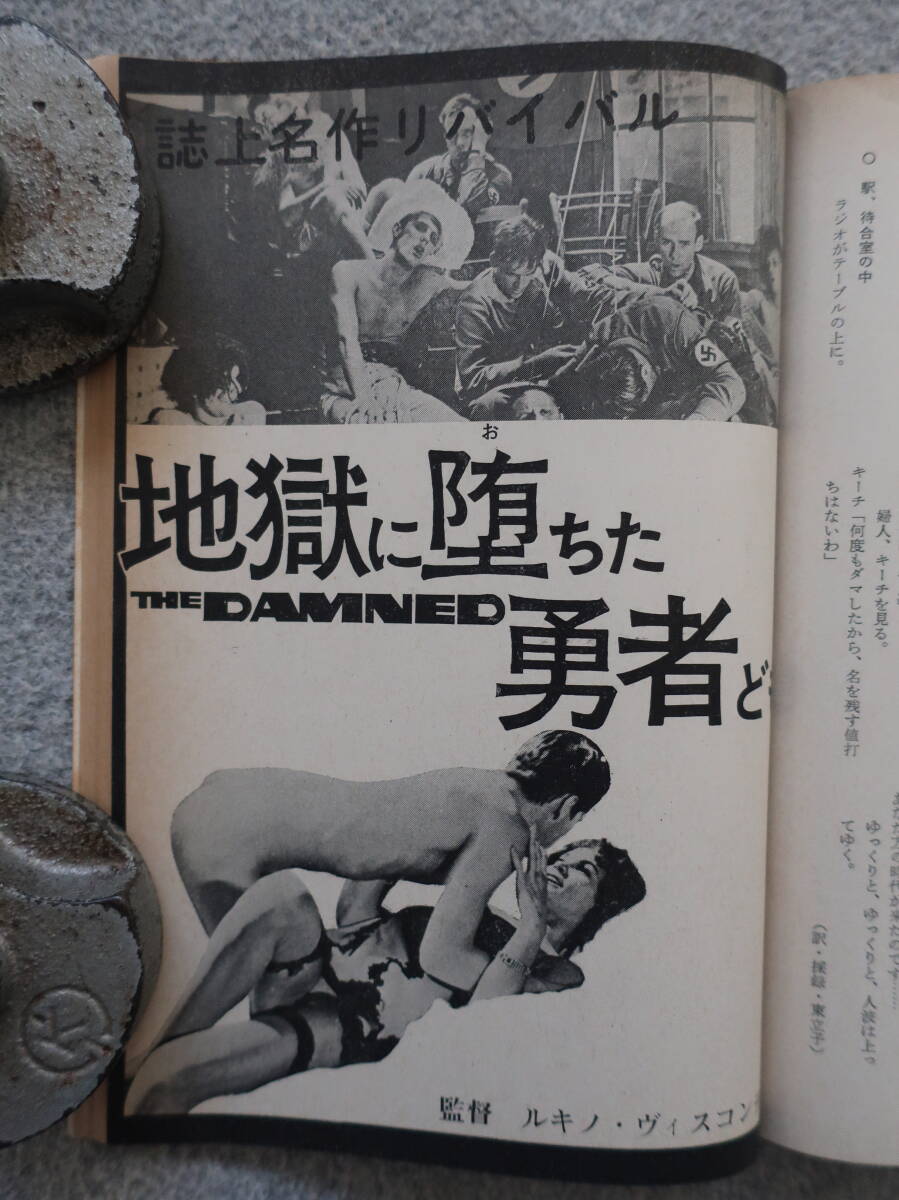 誌上名作リバイバル
地獄に堕ちた
お
THE DAMNED
勇者ど
監督 ルキノ・ヴィスコン
○ 駅、待合室の中
ラジオがテーブルの上に。
婦人、キーチを見る。
キーチ「何度もダマしたから、名を残す値打
ちはないわ」
ゆっくりと、ゆっくりと、人波は上っ
てゆく。
(訳・採録・東立子)